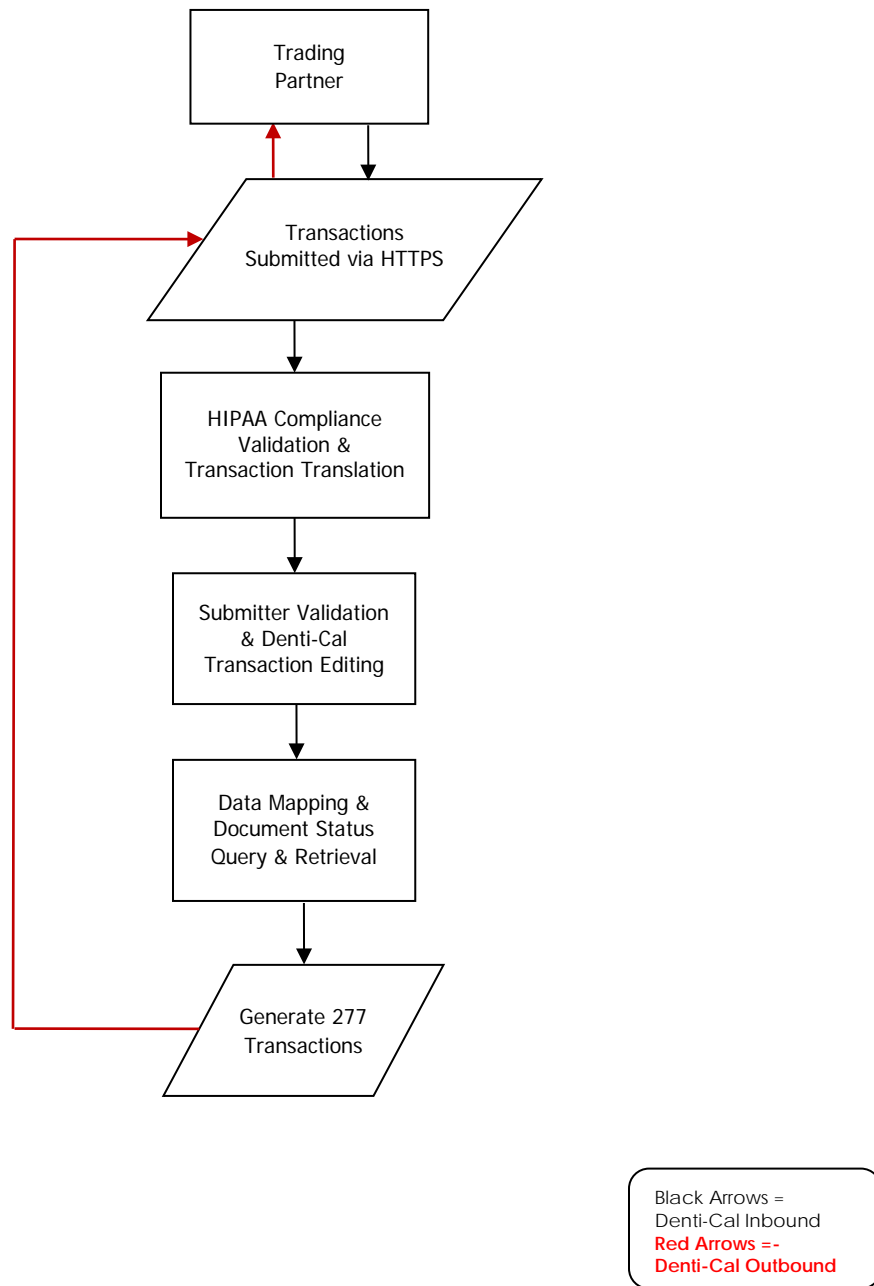 Trading
Partner
Transactions
Submitted via HTTPS
HIPAA Compliance
Validation &
Transaction Translation
Submitter Validation
& Denti-Cal
Transaction Editing
Data Mapping &
Document Status
Query & Retrieval
Generate 277
Transactions
Black Arrows =
Denti-Cal Inbound
Red Arrows =-
Denti-Cal Outbound